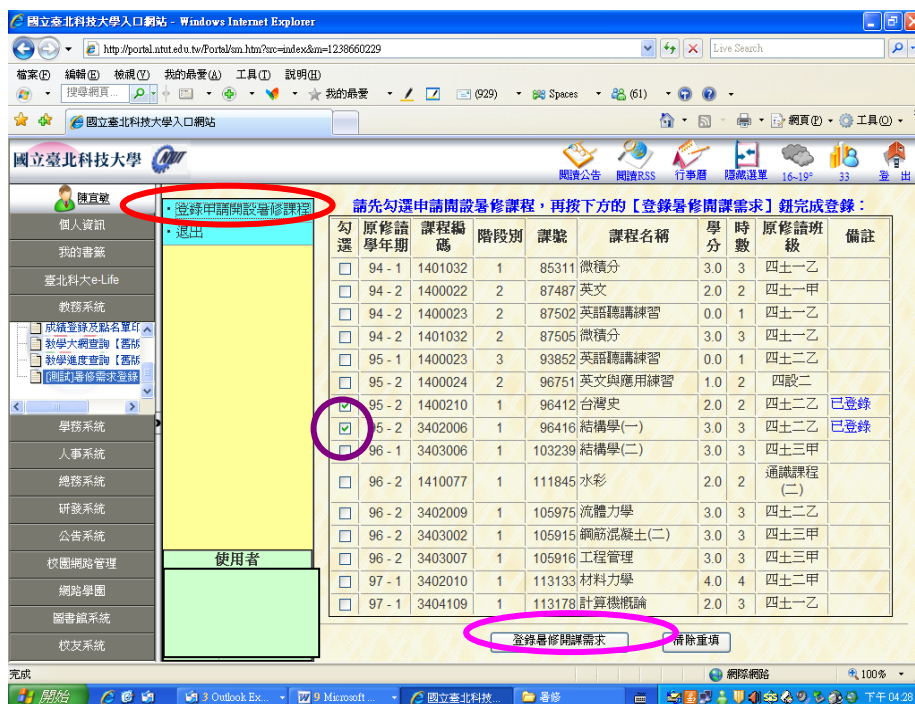 國立臺北科技大學入口網站 - Windows Internet Explorer
http://portal.ntut.edu.tw/Portal/sm.htm?src=index&m=1238660229
Live Search
檔案(F) 編輯(E) 檢視(V) 我的最愛(A) 工具(T) 說明(H)
搜尋網頁... 我的最愛 (929) Spaces (61)
國立臺北科技大學入口網站
網頁(P) 工具(O)
國立臺北科技大學
閱讀公告 閱讀RSS 行事曆 隱藏選單 16~19° 33 登 出
陳宜敏
個人資訊
我的書籤
臺北科大e-Life
教務系統
成績登錄及點名單印
教學大綱查詢【舊版
教學進度查詢【舊版
[測試]暑修需求登錄
學務系統
人事系統
總務系統
研發系統
公告系統
校園網路管理
網路學園
圖書館系統
校友系統
登錄申請開設暑修課程
退出
使用者
請先勾選申請開設暑修課程，再按下方的【登錄暑修開課需求】鈕完成登錄：
勾選 原修讀學年期 課程編碼 階段別 課號 課程名稱 學分 時數 原修讀班級 備註
94 - 1 1401032 1 85311 微積分 3.0 3 四土一乙
94 - 2 1400022 2 87487 英文 2.0 2 四土一甲
94 - 2 1400023 2 87502 英語聽講練習 0.0 1 四土一乙
94 - 2 1401032 2 87505 微積分 3.0 3 四土一乙
95 - 1 1400023 3 93852 英語聽講練習 0.0 1 四土二乙
95 - 2 1400024 2 96751 英文與應用練習 1.0 2 四設二
95 - 2 1400210 1 96412 台灣史 2.0 2 四土二乙 已登錄
95 - 2 3402006 1 96416 結構學(一) 3.0 3 四土二乙 已登錄
96 - 1 3403006 1 103239 結構學(二) 3.0 3 四土三甲
96 - 2 1410077 1 111845 水彩 2.0 2 通識課程(二)
96 - 2 3402009 1 105975 流體力學 3.0 3 四土二乙
96 - 2 3403002 1 105915 鋼筋混凝土(二) 3.0 3 四土三甲
96 - 2 3403007 1 105916 工程管理 3.0 3 四土三甲
97 - 1 3402010 1 113133 材料力學 4.0 4 四土二甲
97 - 1 3404109 1 113178 計算機概論 2.0 3 四土一乙
登錄暑修開課需求 清除重填
完成 網際網路 100%
開始 3 Outlook Ex... 9 Microsoft ... 國立臺北科技... 暑修 下午 04:28